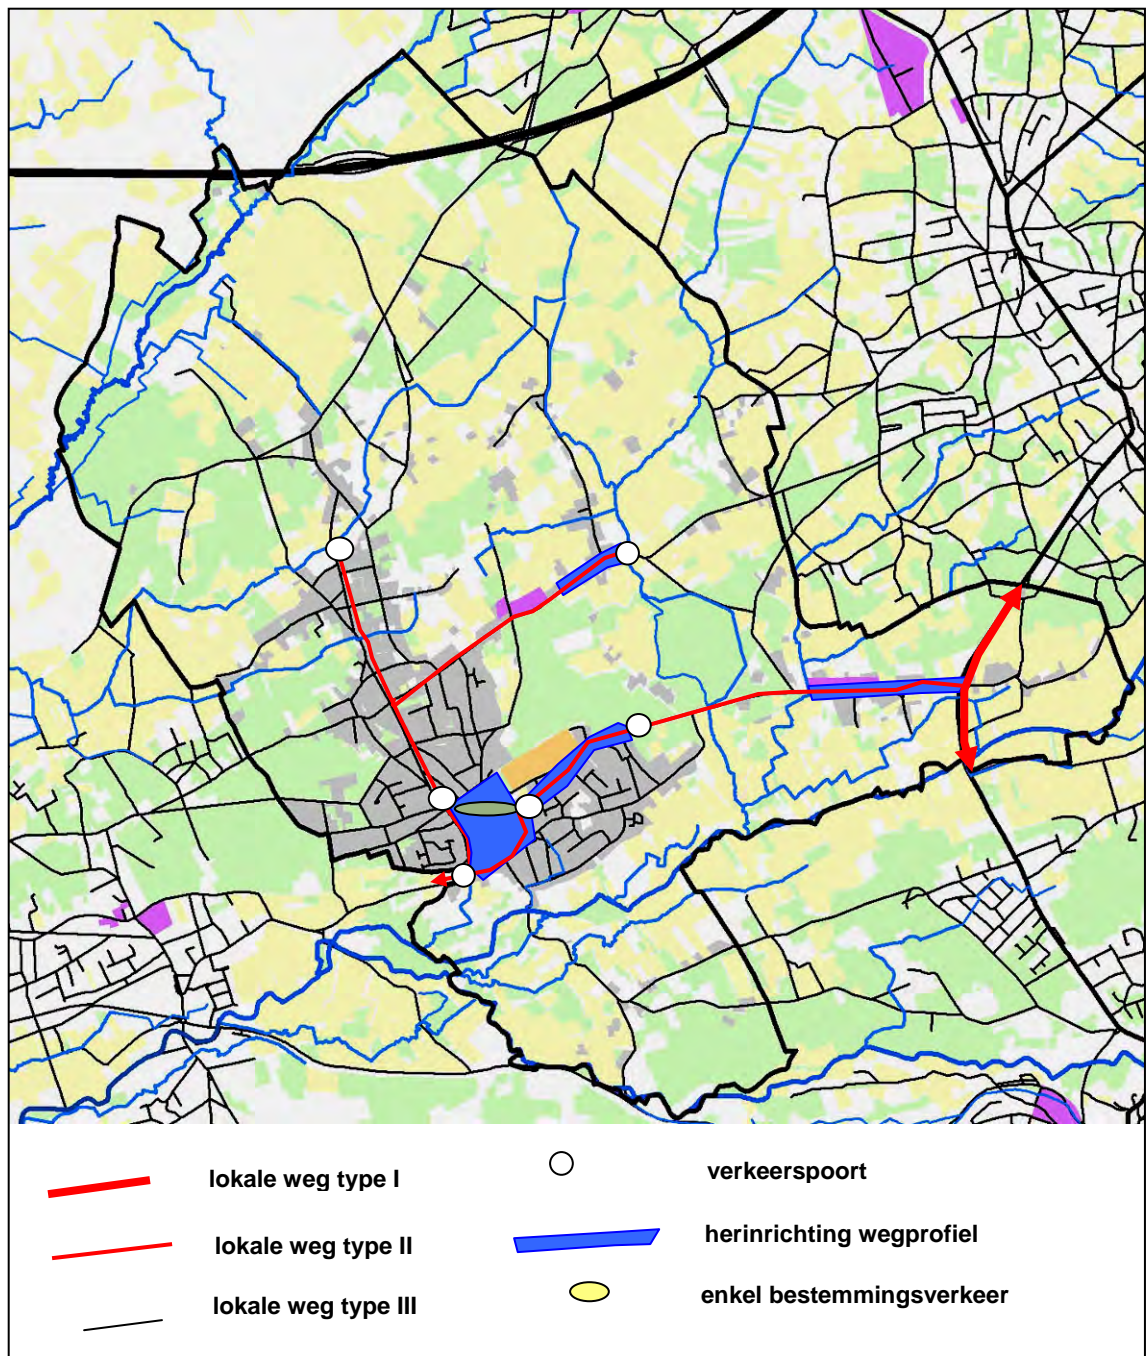 lokale weg type I
verkeerspoort
lokale weg type II
herinrichting wegprofiel
lokale weg type III
enkel bestemmingsverkeer